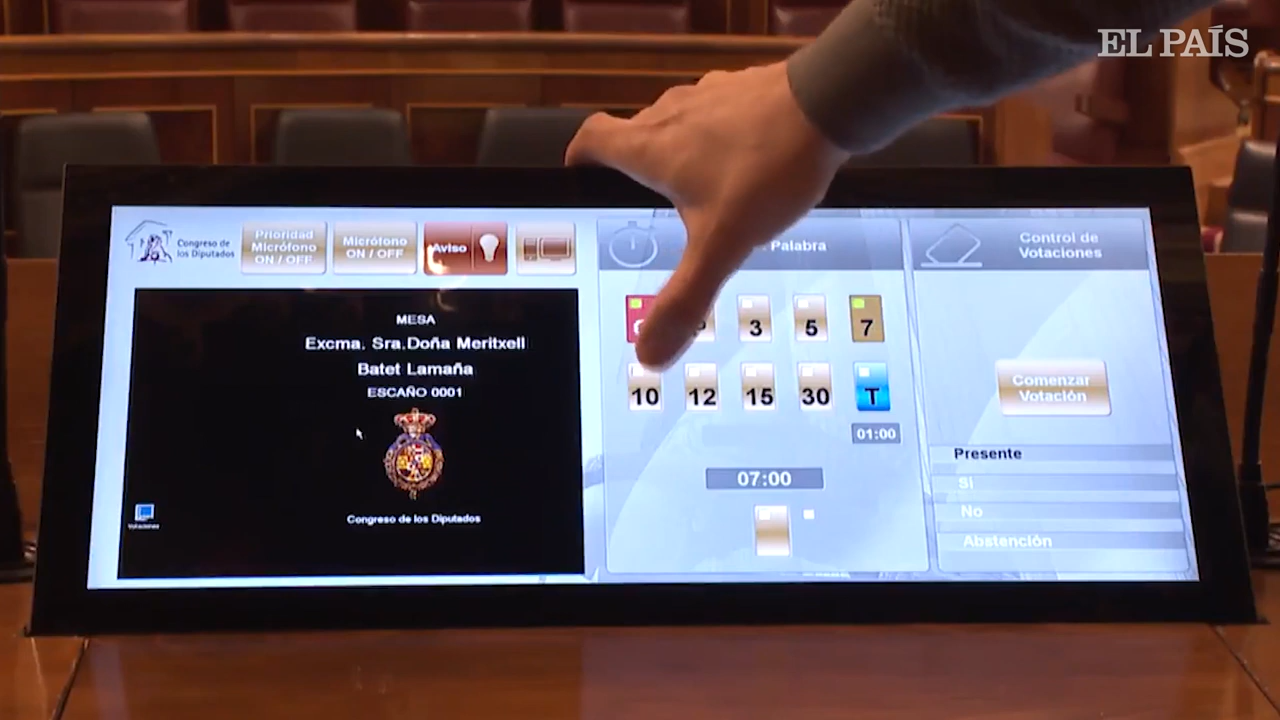 EL PAÍS
Congreso de
los Diputados
Prioridad
Micrófono
ON / OFF
Micrófono
ON / OFF
Aviso
Palabra
Control de
Votaciones
MESA
Excma. Sra.Doña Meritxell
Batet Lamaña
ESCAÑO 0001
Congreso de los Diputados
Votaciones
3
5
7
10
12
15
30
T
01:00
07:00
Comenzar
Votación
Presente
Si
No
Abstención